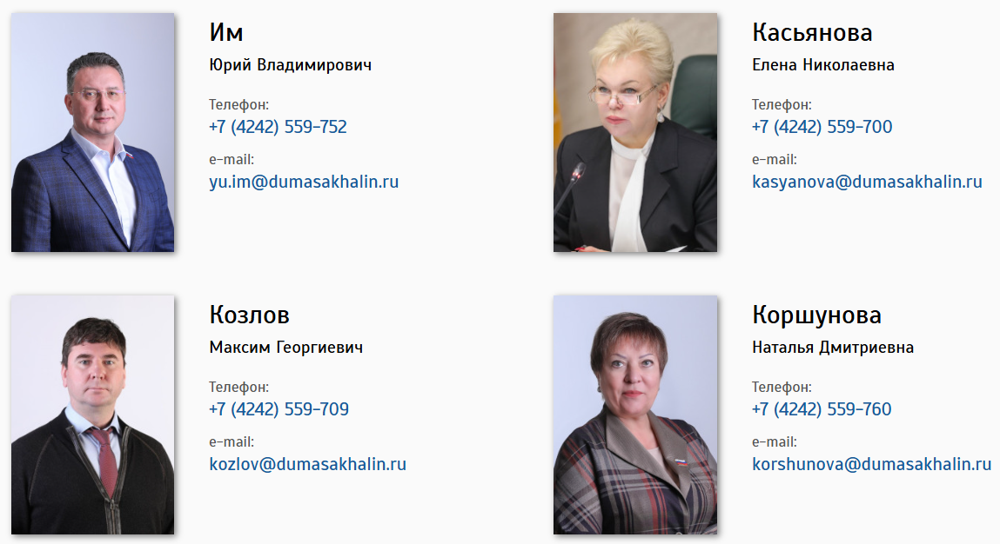 Им
Юрий Владимирович
Телефон:
+7 (4242) 559-752
e-mail:
yu.im@dumasakhalin.ru
Касьянова
Елена Николаевна
Телефон:
+7 (4242) 559-700
e-mail:
kasyanova@dumasakhalin.ru
Козлов
Максим Георгиевич
Телефон:
+7 (4242) 559-709
e-mail:
kozlov@dumasakhalin.ru
Коршунова
Наталья Дмитриевна
Телефон:
+7 (4242) 559-760
e-mail:
korshunova@dumasakhalin.ru